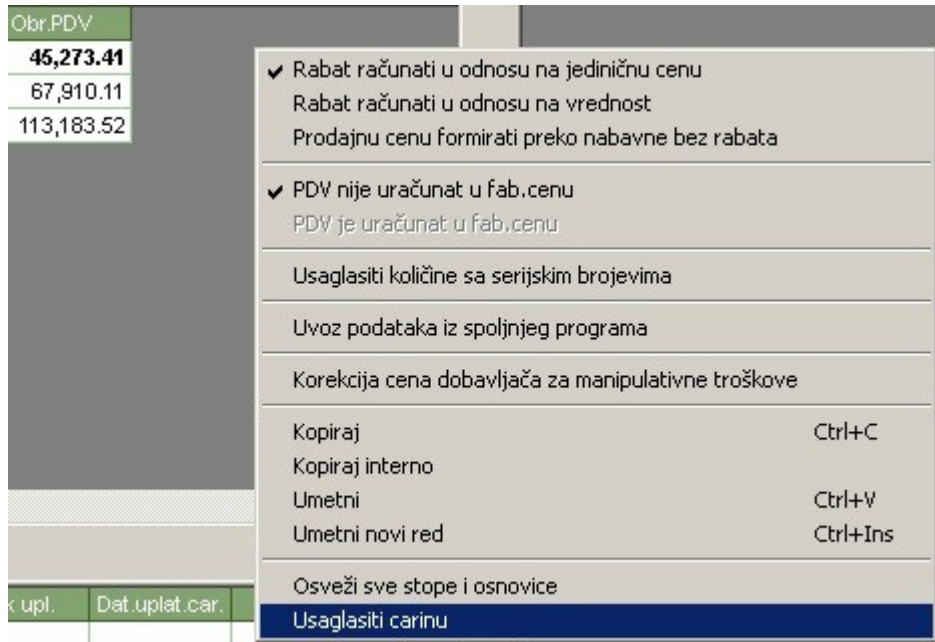 Obr.PDV
45,273.41
67,910.11
113,183.52
Rabat računati u odnosu na jediničnu cenu
Rabat računati u odnosu na vrednost
Prodajnu cenu formirati preko nabavne bez rabata
PDV nije uračunat u fab.cenu
PDV je uračunat u fab.cenu
Usaglasiti količine sa serijskim brojevima
Uvoz podataka iz spoljnjeg programa
Korekcija cena dobavljača za manipulativne troškove
Kopiraj Ctrl+C
Kopiraj interno
Umetni Ctrl+V
Umetni novi red Ctrl+Ins
Osveži sve stope i osnovice
Usaglasiti carinu
upl. Dat.uplat.car.